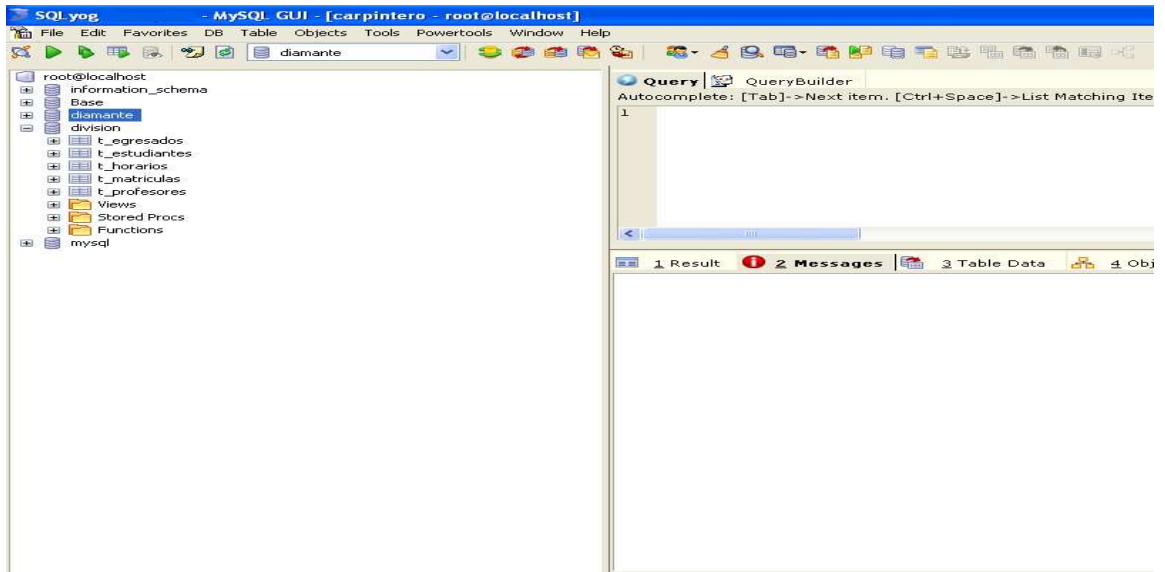 SQLyog - MySQL GUI - [carpintero - root@localhost]
File Edit Favorites DB Table Objects Tools Powertools Window Help
diamante
root@localhost
information_schema
Base
diamante
division
t_egresados
t_estudiantes
t_horarios
t_matriculas
t_profesores
Views
Stored Procs
Functions
mysql
Query QueryBuilder
Autocomplete: [Tab]->Next item. [Ctrl+Space]->List Matching Ite
1
1 Result 2 Messages 3 Table Data 4 Obj